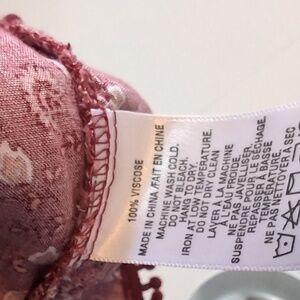 100% VISCOSE
MADE IN CHINA/FAIT EN CHINE
MACHINE WASH COLD.
DO NOT BLEACH.
HANG TO DRY.
IRON AT LOW TEMPERATURE.
DO NOT DRY CLEAN
LAVER À LA MACHINE
À L'EAU FROIDE.
NE PAS JAVELLISER.
SUSPENDRE POUR LE SÉCHAGE
REPASSER À BASSE
TEMPÉRATURE.
NE PAS NETTOYER À SEC